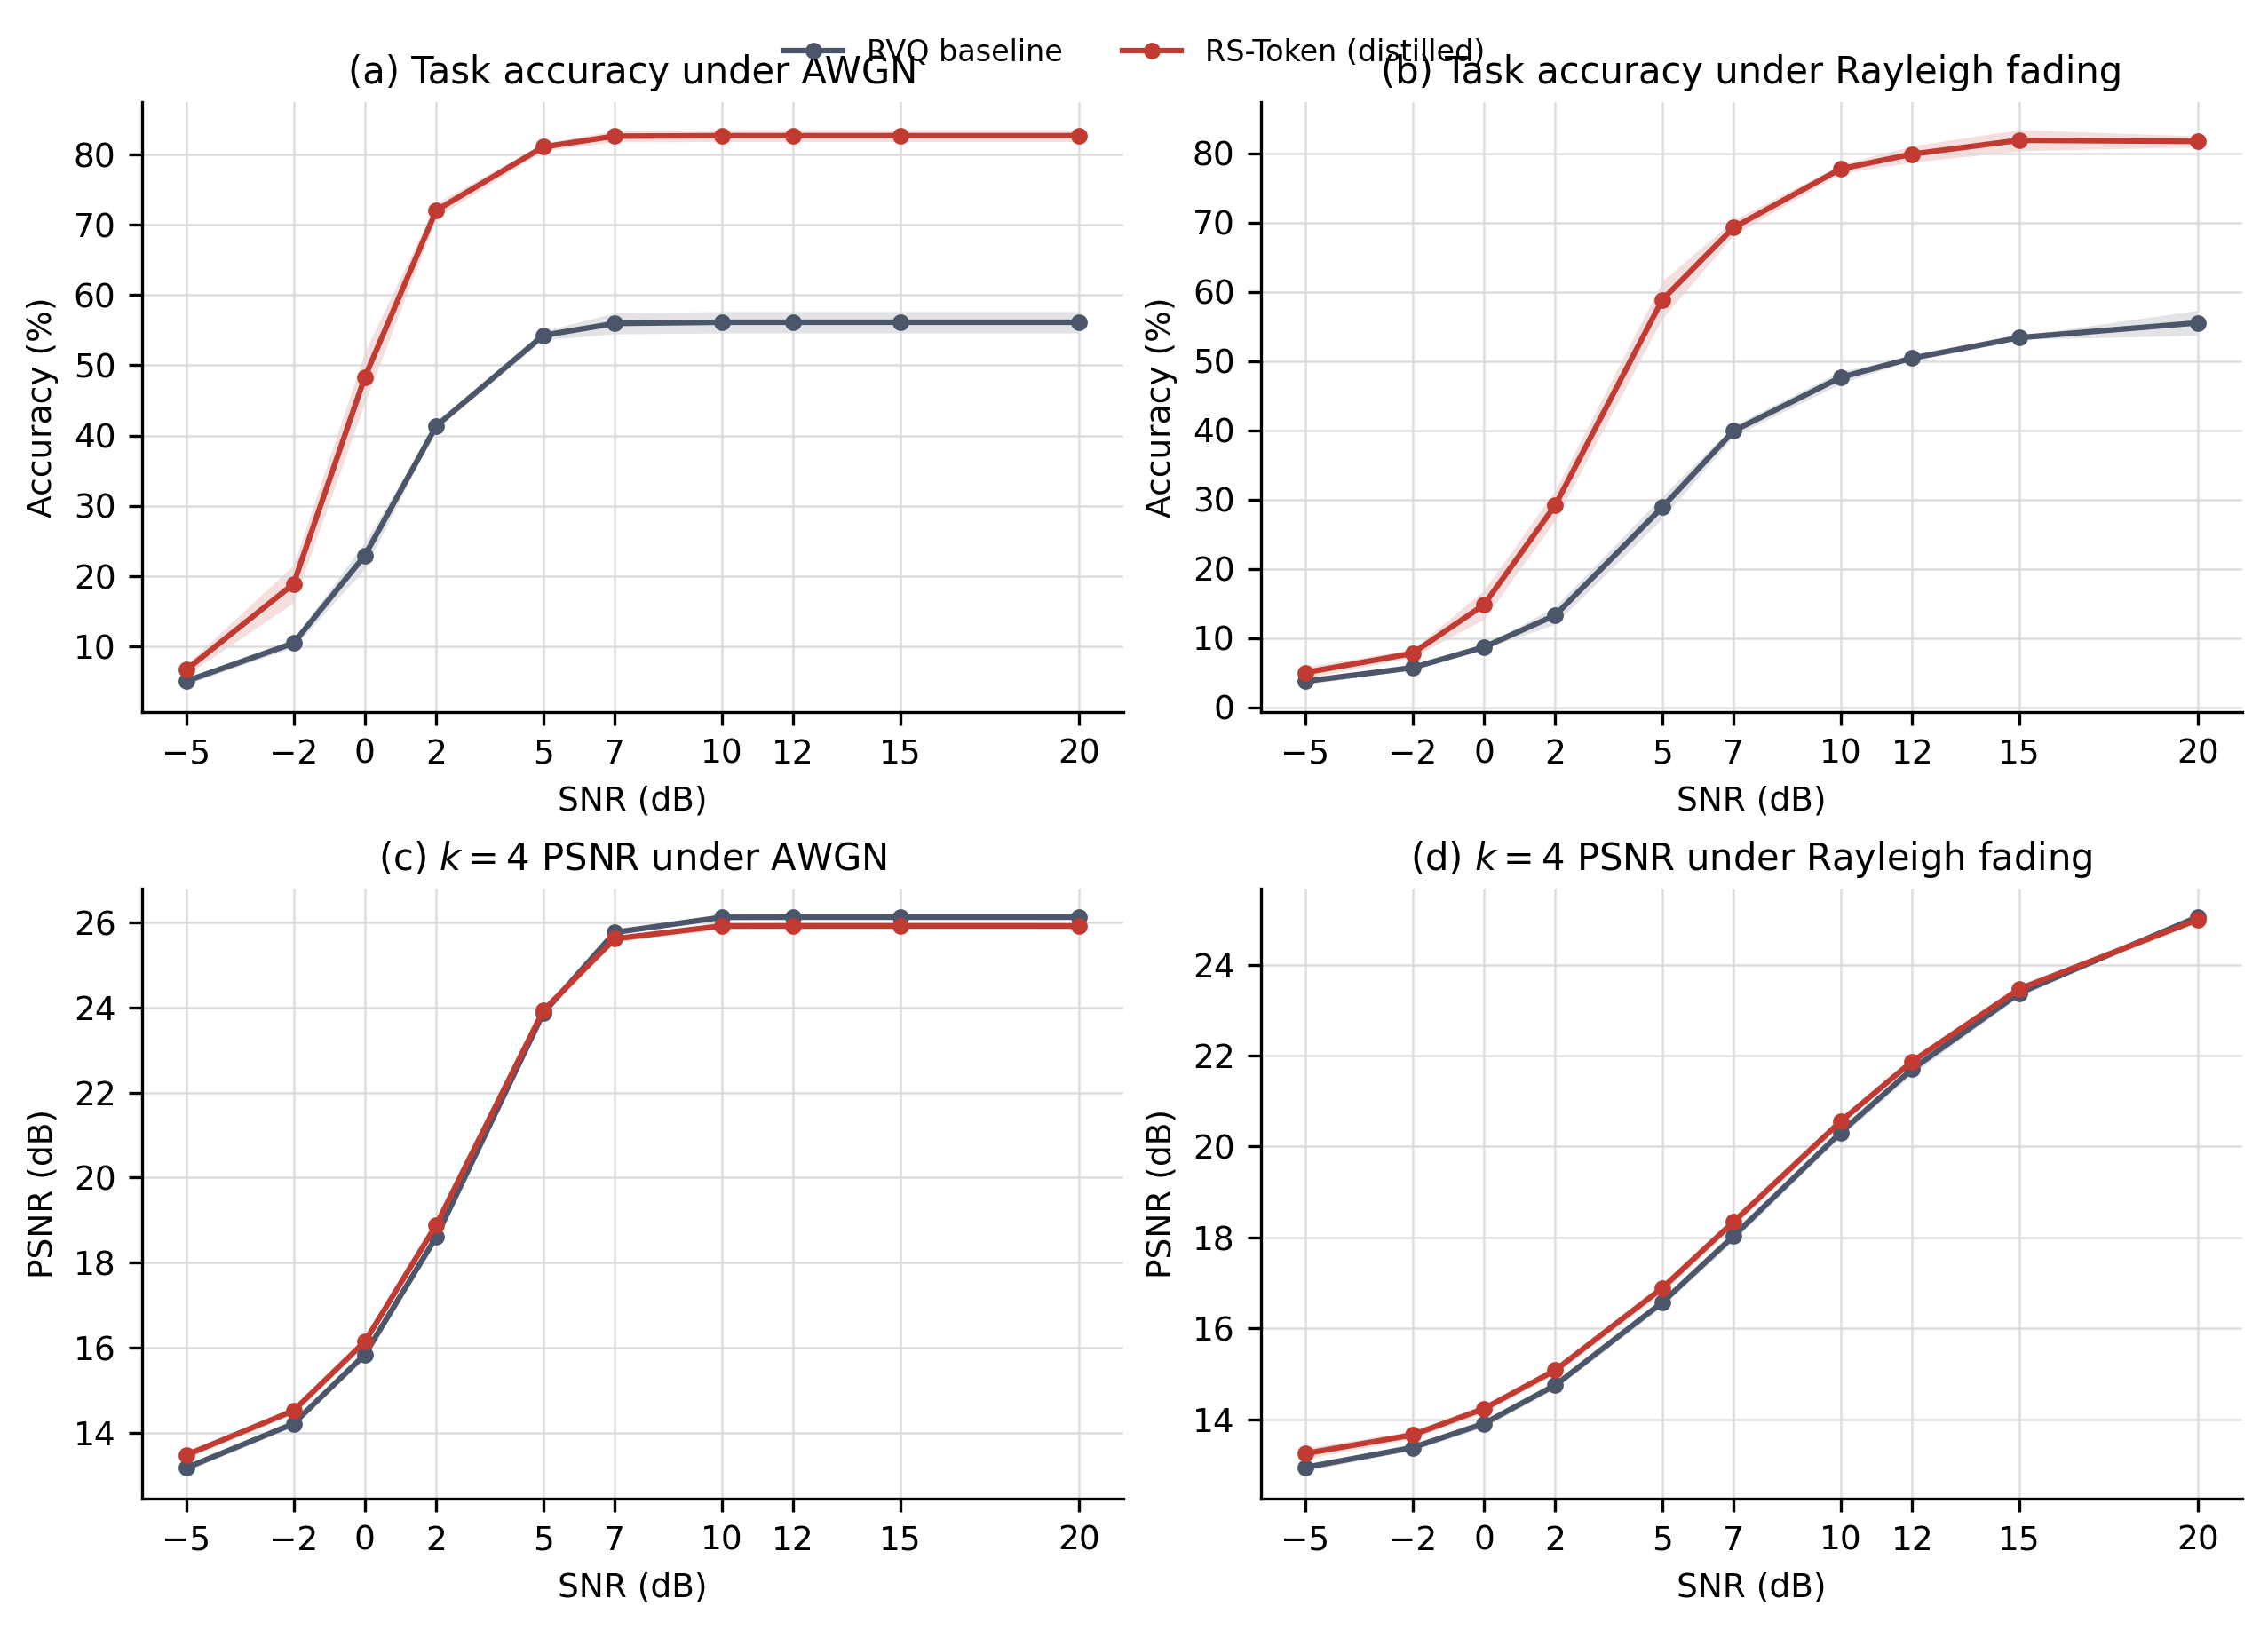 RVQ baseline RS-Token (distilled)
(a) Task accuracy under AWGN
(b) Task accuracy under Rayleigh fading
Accuracy (%)
80
70
60
50
40
30
20
10
−5 −2 0 2 5 7 10 12 15 20
SNR (dB)
Accuracy (%)
80
70
60
50
40
30
20
10
0
−5 −2 0 2 5 7 10 12 15 20
SNR (dB)
(c) k = 4 PSNR under AWGN
PSNR (dB)
26
24
22
20
18
16
14
−5 −2 0 2 5 7 10 12 15 20
SNR (dB)
(d) k = 4 PSNR under Rayleigh fading
PSNR (dB)
24
22
20
18
16
14
−5 −2 0 2 5 7 10 12 15 20
SNR (dB)